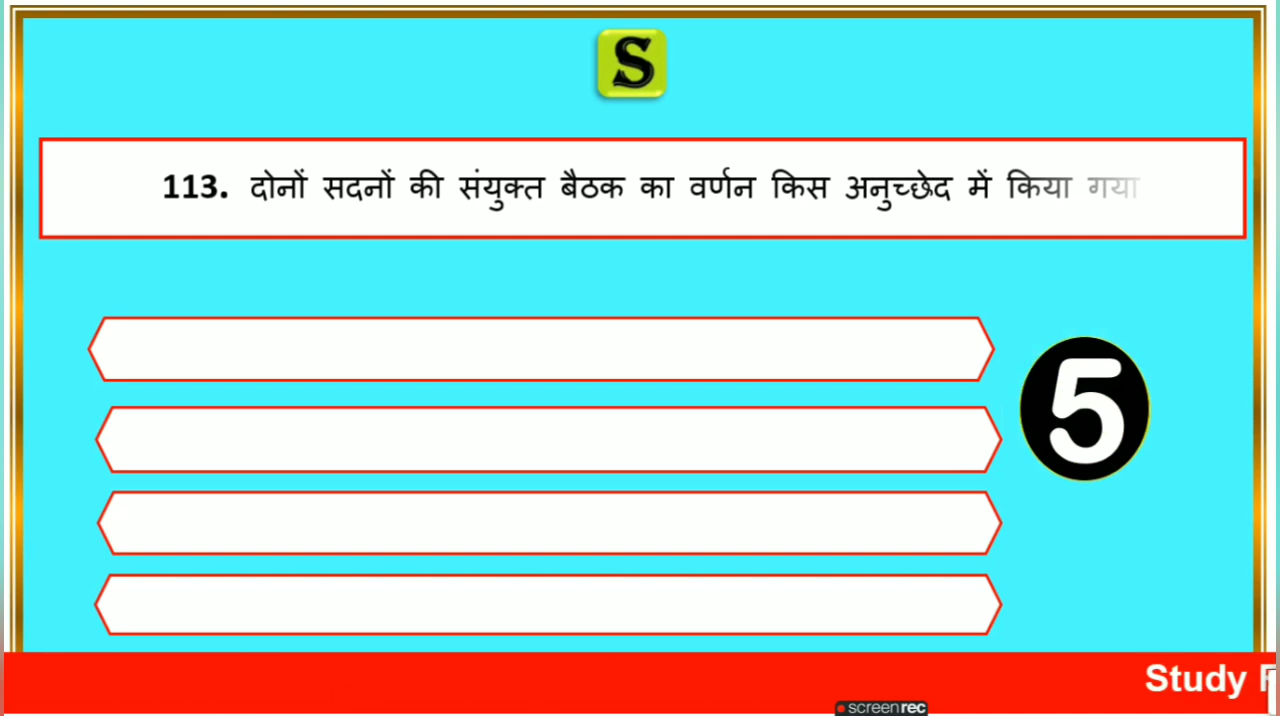 S
113. दोनों सदनों की संयुक्त बैठक का वर्णन किस अनुच्छेद में किया गया
5
Study
screenrec